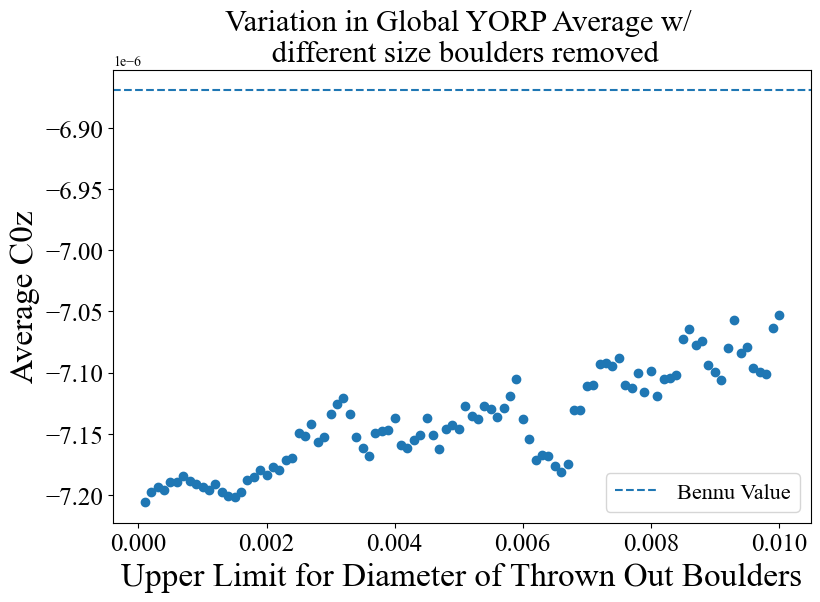 Variation in Global YORP Average w/
different size boulders removed
1e−6
−6.90
−6.95
−7.00
−7.05
−7.10
−7.15
−7.20
Average C0z
Bennu Value
0.000 0.002 0.004 0.006 0.008 0.010
Upper Limit for Diameter of Thrown Out Boulders